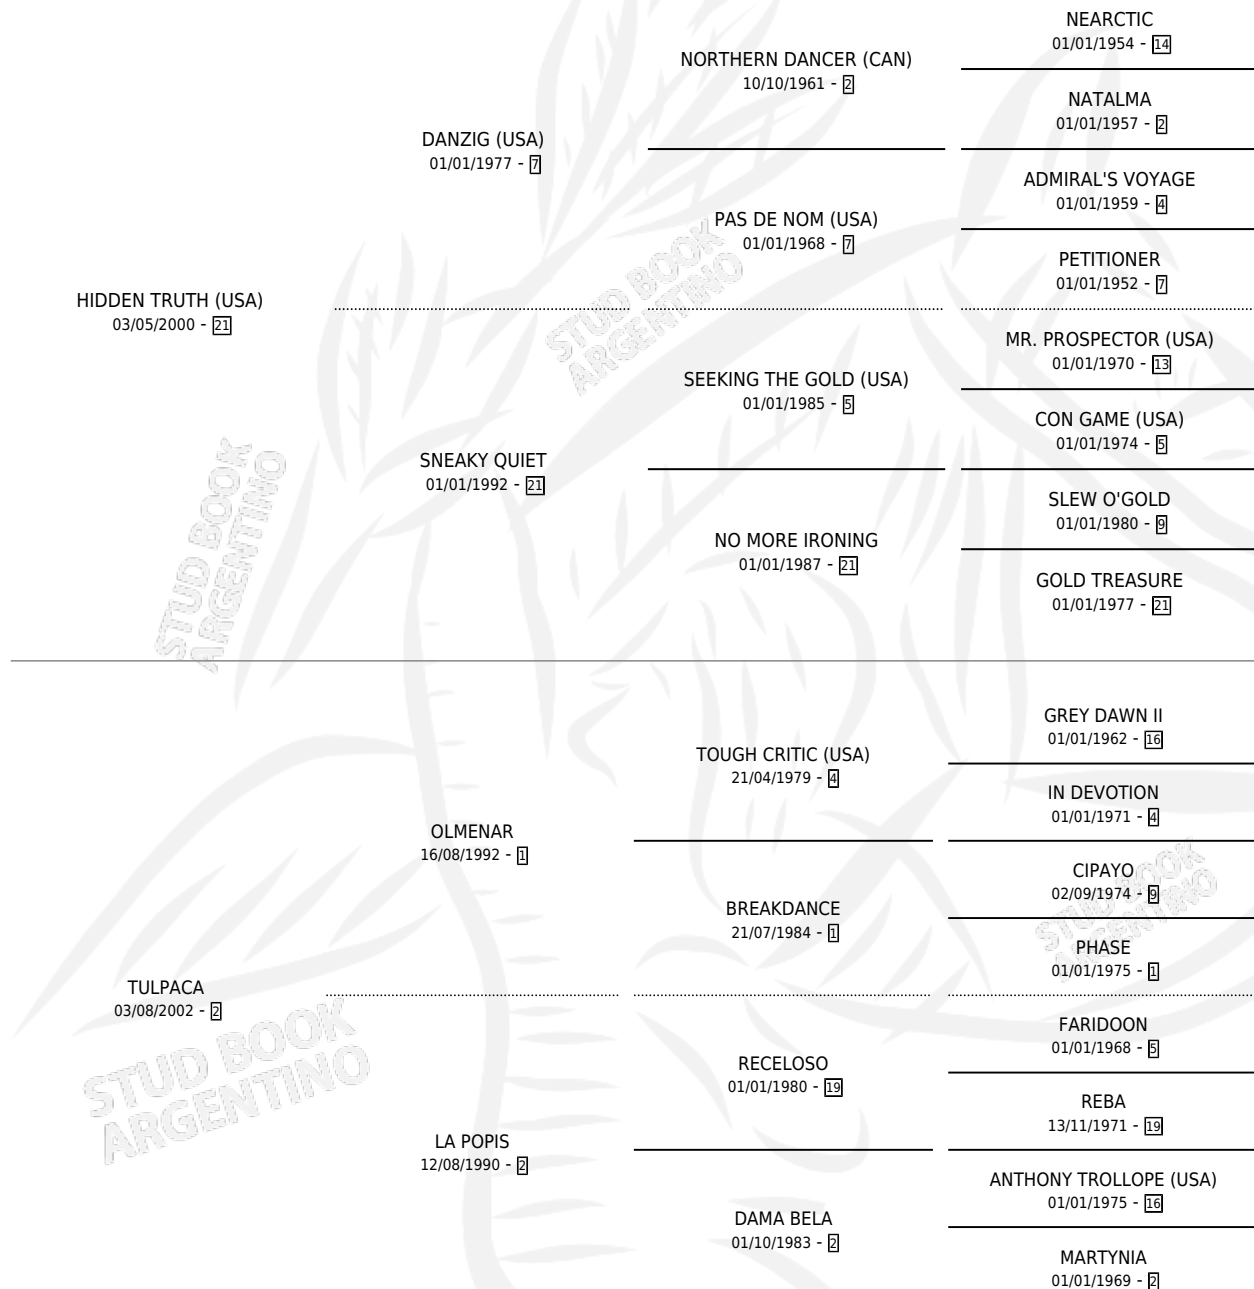 NEARCTIC
01/01/1954 - 14
NORTHERN DANCER (CAN)
10/10/1961 - 2
NATALMA
01/01/1957 - 2
DANZIG (USA)
01/01/1977 - 7
ADMIRAL'S VOYAGE
01/01/1959 - 4
PAS DE NOM (USA)
01/01/1968 - 7
PETITIONER
01/01/1952 - 7
HIDDEN TRUTH (USA)
03/05/2000 - 21
STUD BOOK
ARGENTINO
MR. PROSPECTOR (USA)
01/01/1970 - 13
SEEKING THE GOLD (USA)
01/01/1985 - 5
CON GAME (USA)
01/01/1974 - 5
SNEAKY QUIET
01/01/1992 - 21
SLEW O'GOLD
01/01/1980 - 9
NO MORE IRONING
01/01/1987 - 21
GOLD TREASURE
01/01/1977 - 21
STUD BOOK
ARGENTINO
GREY DAWN II
01/01/1962 - 16
TOUGH CRITIC (USA)
21/04/1979 - 4
IN DEVOTION
01/01/1971 - 4
OLMENAR
16/08/1992 - 1
CIPAYO
02/09/1974 - 9
BREAKDANCE
21/07/1984 - 1
STUD BOOK
ARGENTINO
PHASE
01/01/1975 - 1
TULPACA
03/08/2002 - 2
FARIDOON
01/01/1968 - 5
RECELOSO
01/01/1980 - 19
REBA
13/11/1971 - 19
STUD BOOK
ARGENTINO
LA POPIS
12/08/1990 - 2
ANTHONY TROLLOPE (USA)
01/01/1975 - 16
DAMA BELA
01/10/1983 - 2
MARTYNIA
01/01/1969 - 2